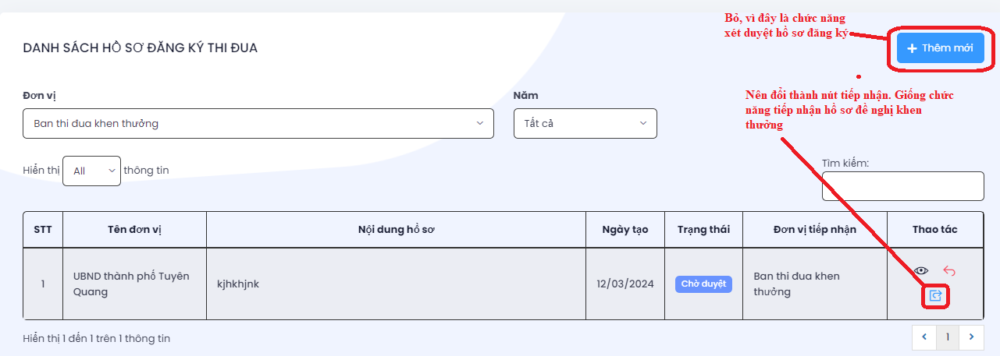 Bỏ, vì đây là chức năng
xét duyệt hồ sơ đăng ký
DANH SÁCH HỒ SƠ ĐĂNG KÝ THI ĐUA
+ Thêm mới
Nên đổi thành nút tiếp nhận. Giống chức
năng tiếp nhận hồ sơ đề nghị khen
thưởng
Đơn vị
Năm
Ban thi đua khen thưởng
Tất cả
Hiển thị All thông tin
Tìm kiếm:
STT Tên đơn vị Nội dung hồ sơ Ngày tạo Trạng thái Đơn vị tiếp nhận Thao tác
1 UBND thành phố Tuyên Quang kjhkhjnk 12/03/2024 Chờ duyệt Ban thi đua khen thưởng
Hiển thị 1 đến 1 trên 1 thông tin
1